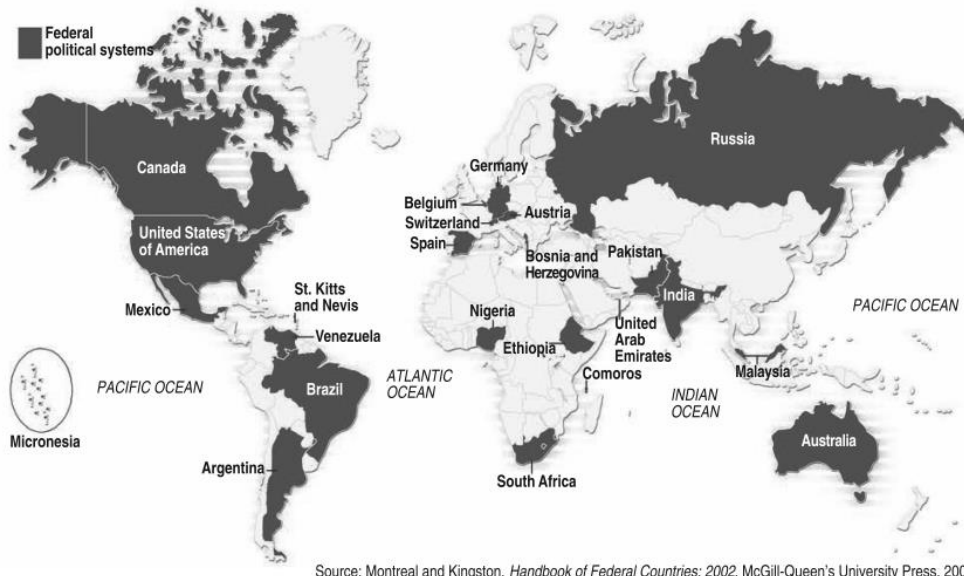 Federal
political systems
Canada
United States
of America
Mexico
St. Kitts
and Nevis
Venezuela
Brazil
Argentina
PACIFIC OCEAN
Micronesia
ATLANTIC
OCEAN
Germany
Belgium
Switzerland
Austria
Spain
Bosnia and
Herzegovina
Russia
Pakistan
India
Nigeria
Ethiopia
United
Arab
Emirates
Comoros
South Africa
INDIAN
OCEAN
Malaysia
PACIFIC OCEAN
Australia
Source: Montreal and Kingston, Handbook of Federal Countries: 2002, McGill-Queen's University Press,